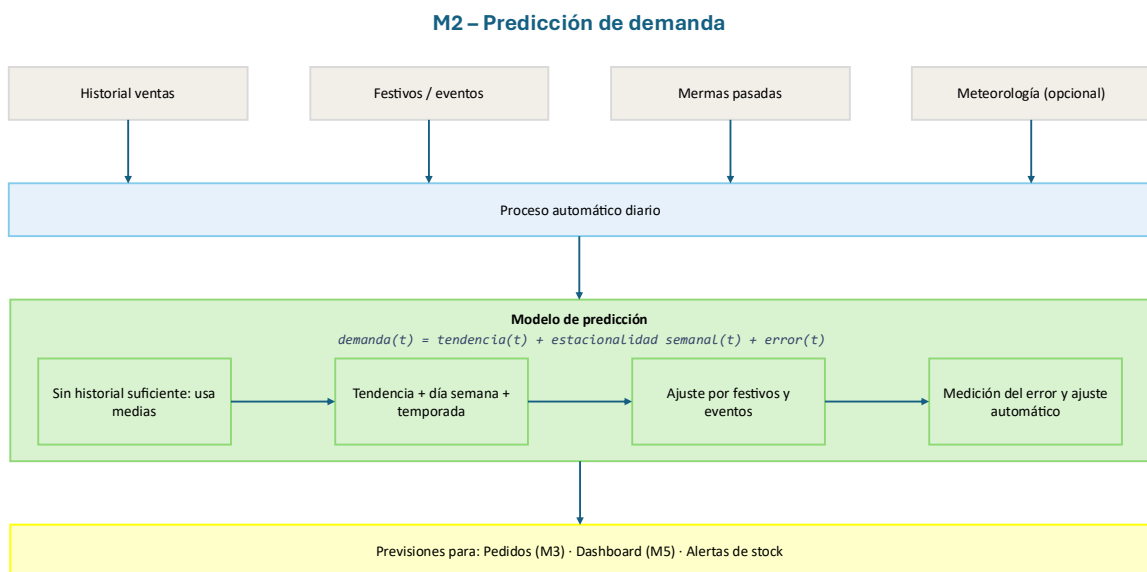 M2 – Predicción de demanda
Historial ventas
Festivos / eventos
Mermas pasadas
Meteorología (opcional)
Proceso automático diario
Modelo de predicción
demanda(t) = tendencia(t) + estacionalidad semanal(t) + error(t)
Sin historial suficiente: usa
medias
Tendencia + día semana +
temporada
Ajuste por festivos y
eventos
Medición del error y ajuste
automático
Previsiones para: Pedidos (M3) · Dashboard (M5) · Alertas de stock